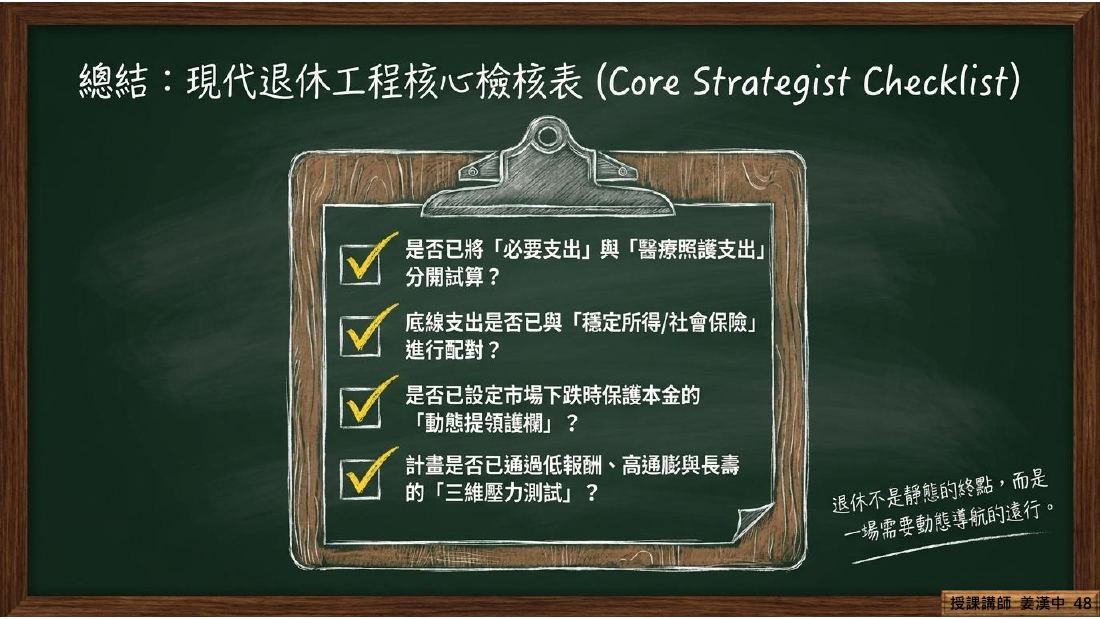 總結：現代退休工程核心檢核表 (Core Strategist Checklist)
是否已將「必要支出」與「醫療照護支出」
分開試算？
底線支出是否已與「穩定所得/社會保險」
進行配對？
是否已設定市場下跌時保護本金的
「動態提領護欄」？
計畫是否已通過低報酬、高通膨與長壽
的「三維壓力測試」？
退休不是靜態的終點，而是
一場需要動態導航的遠行。
授課講師 姜漢中 48